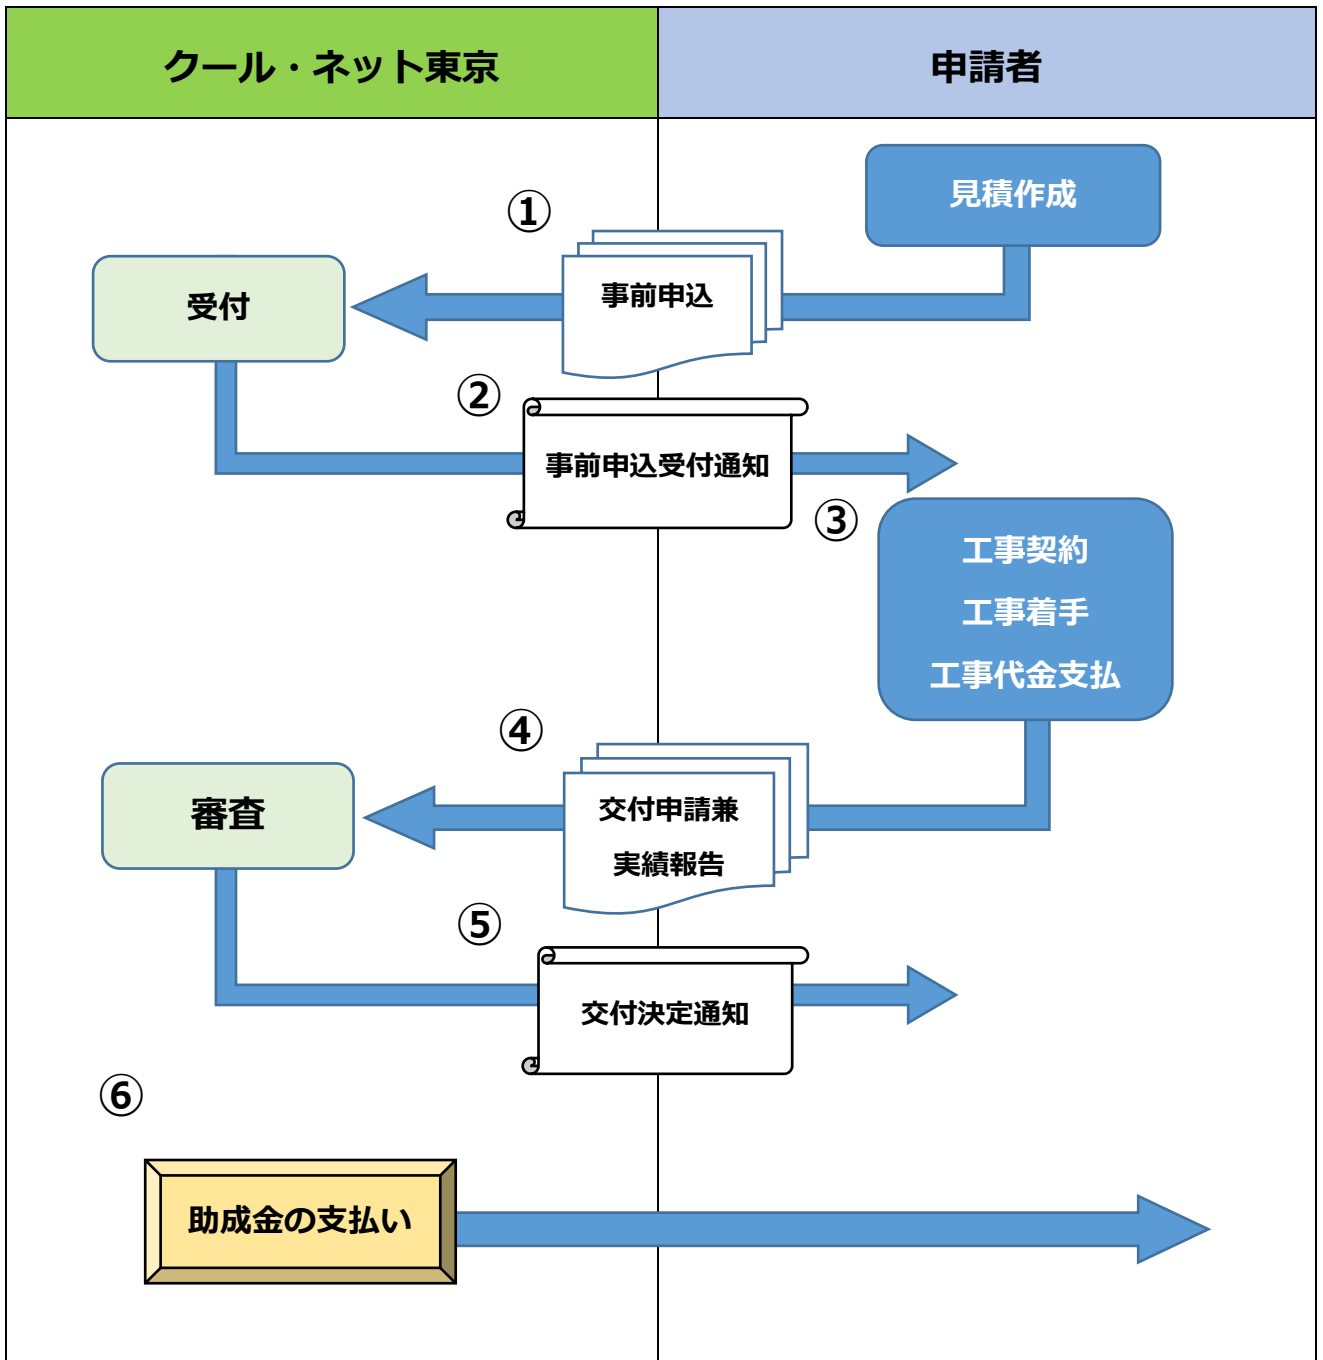 クール・ネット東京
申請者
見積作成
①
事前申込
受付
②
事前申込受付通知
③
工事契約
工事着手
工事代金支払
④
交付申請兼
実績報告
審査
⑤
交付決定通知
⑥
助成金の支払い